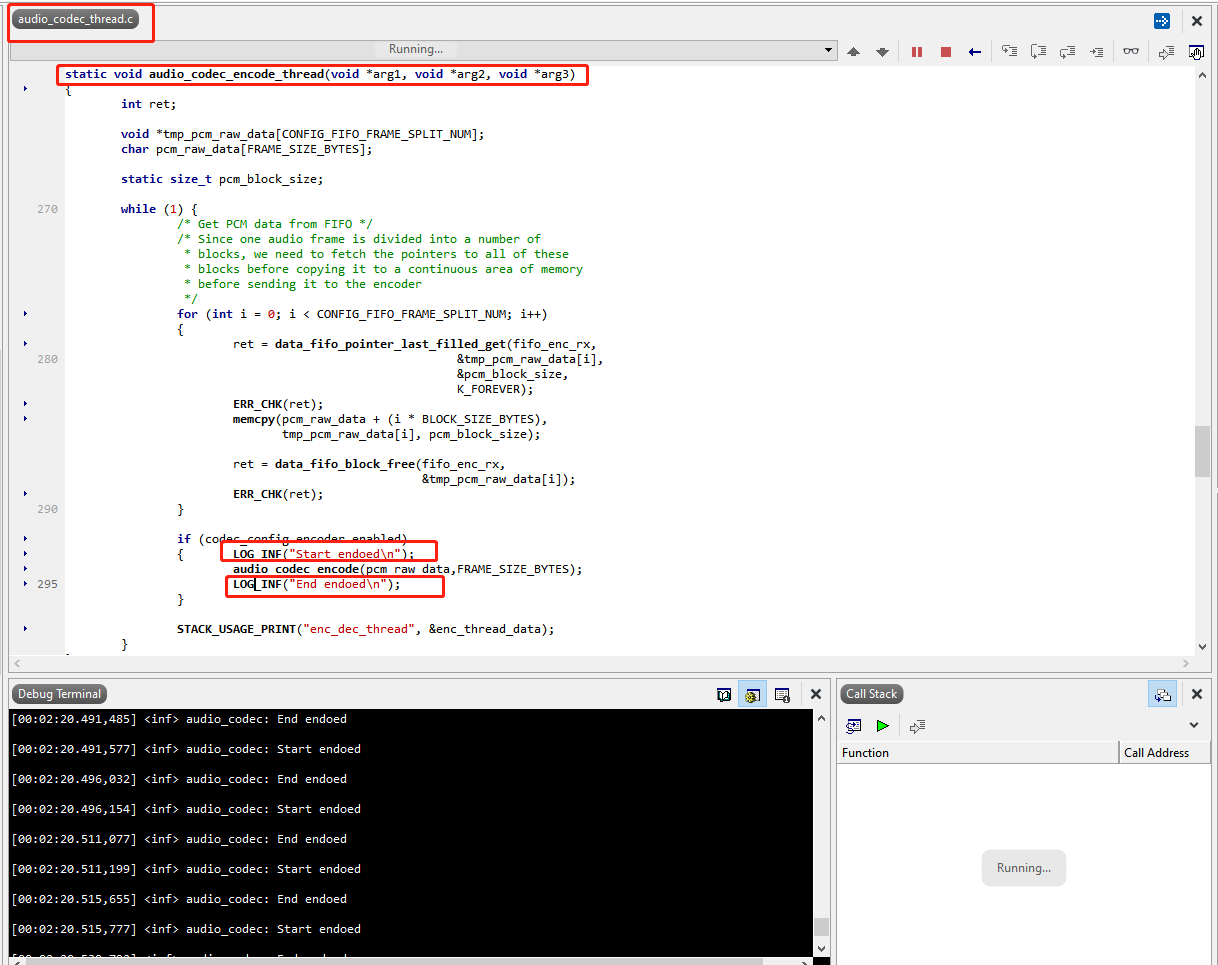 audio_codec_thread.c
Running...
static void audio_codec_encode_thread(void *arg1, void *arg2, void *arg3)
{
int ret;
void *tmp_pcm_raw_data[CONFIG_FIFO_FRAME_SPLIT_NUM];
char pcm_raw_data[FRAME_SIZE_BYTES];
static size_t pcm_block_size;
270 while (1) {
/* Get PCM data from FIFO */
/* Since one audio frame is divided into a number of
* blocks, we need to fetch the pointers to all of these
* blocks before copying it to a continuous area of memory
* before sending it to the encoder
*/
for (int i = 0; i < CONFIG_FIFO_FRAME_SPLIT_NUM; i++)
{
ret = data_fifo_pointer_last_filled_get(fifo_enc_rx,
280 &tmp_pcm_raw_data[i],
&pcm_block_size,
K_FOREVER);
ERR_CHK(ret);
memcpy(pcm_raw_data + (i * BLOCK_SIZE_BYTES),
tmp_pcm_raw_data[i], pcm_block_size);
ret = data_fifo_block_free(fifo_enc_rx,
&tmp_pcm_raw_data[i]);
ERR_CHK(ret);
290 }
if (codec_config.encoder.enabled)
{ LOG_INF("Start endoed\n");
audio_codec_encode(pcm_raw_data,FRAME_SIZE_BYTES);
295 LOG_INF("End endoed\n");
}
STACK_USAGE_PRINT("enc_dec_thread", &enc_thread_data);
}
Debug Terminal
[00:02:20.491,485] <inf> audio_codec: End endoed
[00:02:20.491,577] <inf> audio_codec: Start endoed
[00:02:20.496,032] <inf> audio_codec: End endoed
[00:02:20.496,154] <inf> audio_codec: Start endoed
[00:02:20.511,077] <inf> audio_codec: End endoed
[00:02:20.511,199] <inf> audio_codec: Start endoed
[00:02:20.515,655] <inf> audio_codec: End endoed
[00:02:20.515,777] <inf> audio_codec: Start endoed
Call Stack
Function Call Address
Running...